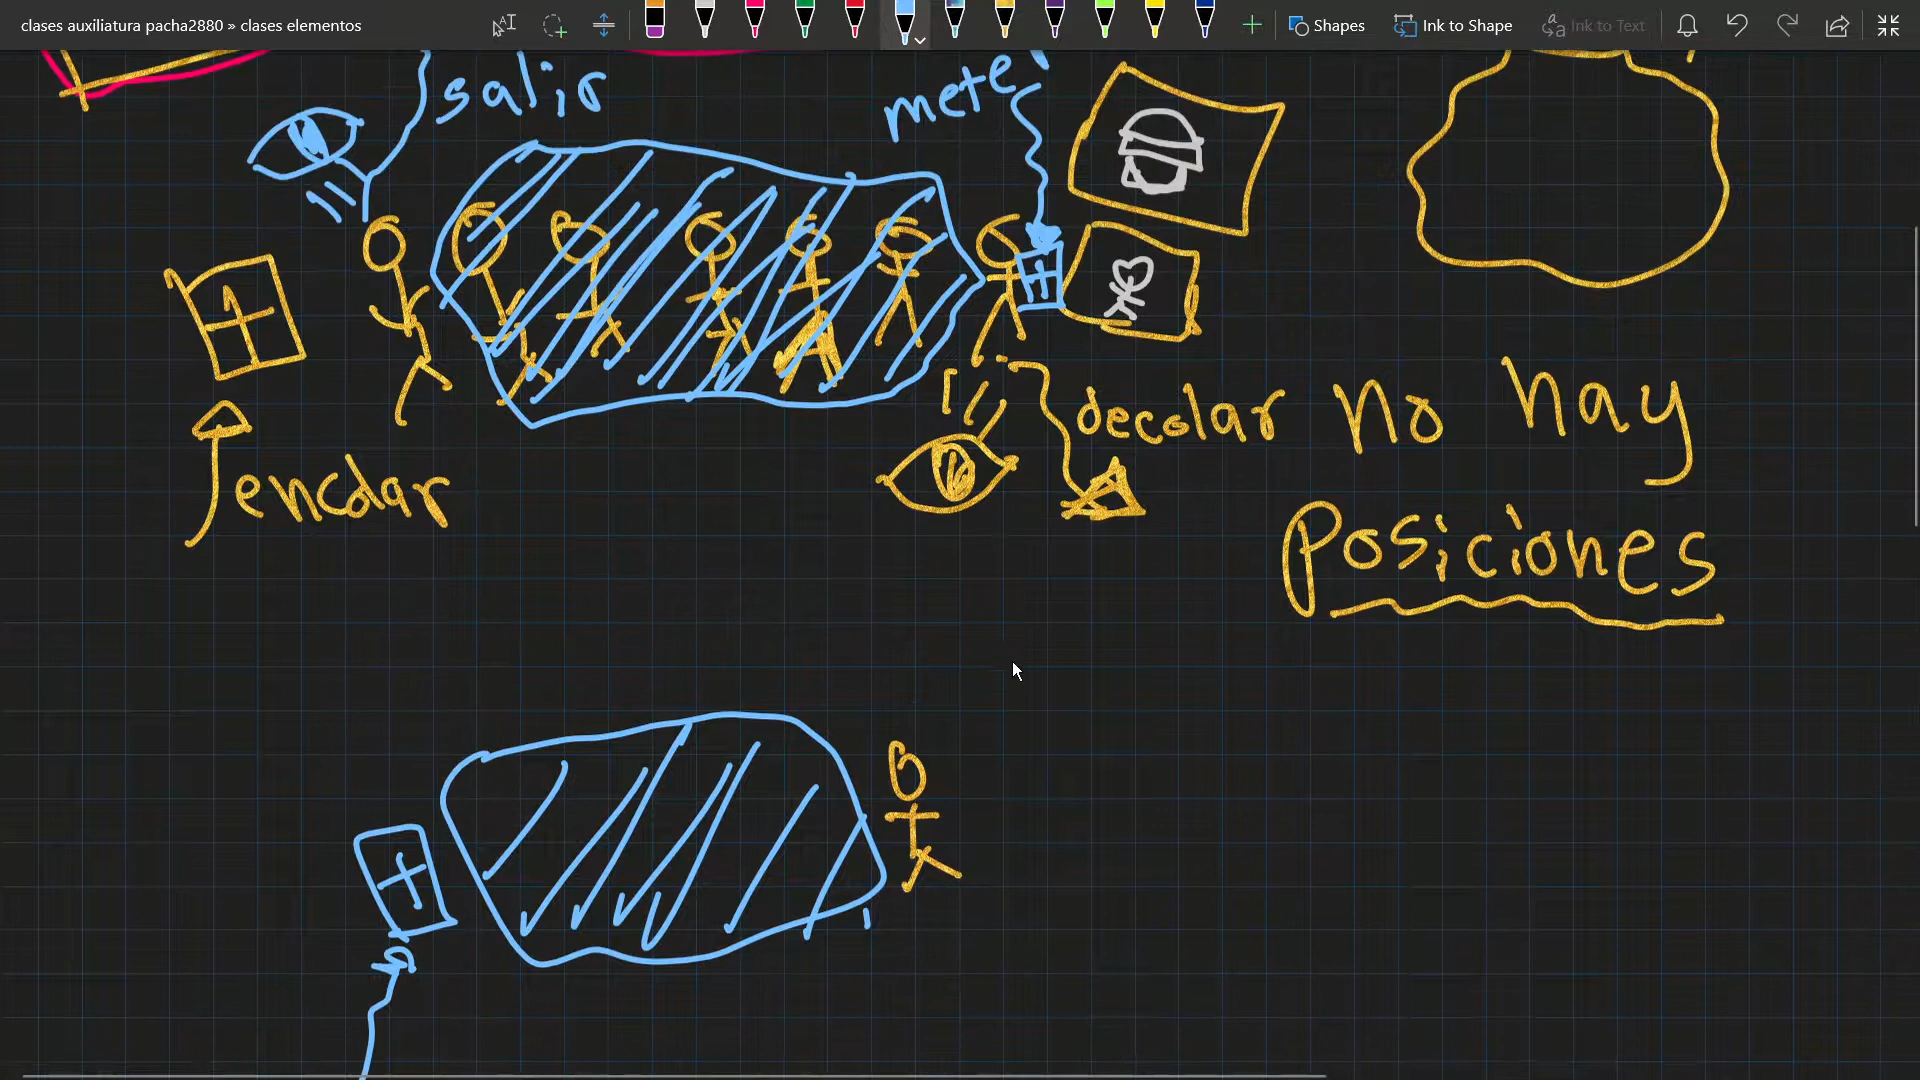 clases auxiliatura pacha2880 » clases elementos
Shapes
Ink to Shape
Ink to Text
salir
mete
encolar
decolar
no hay
posiciones